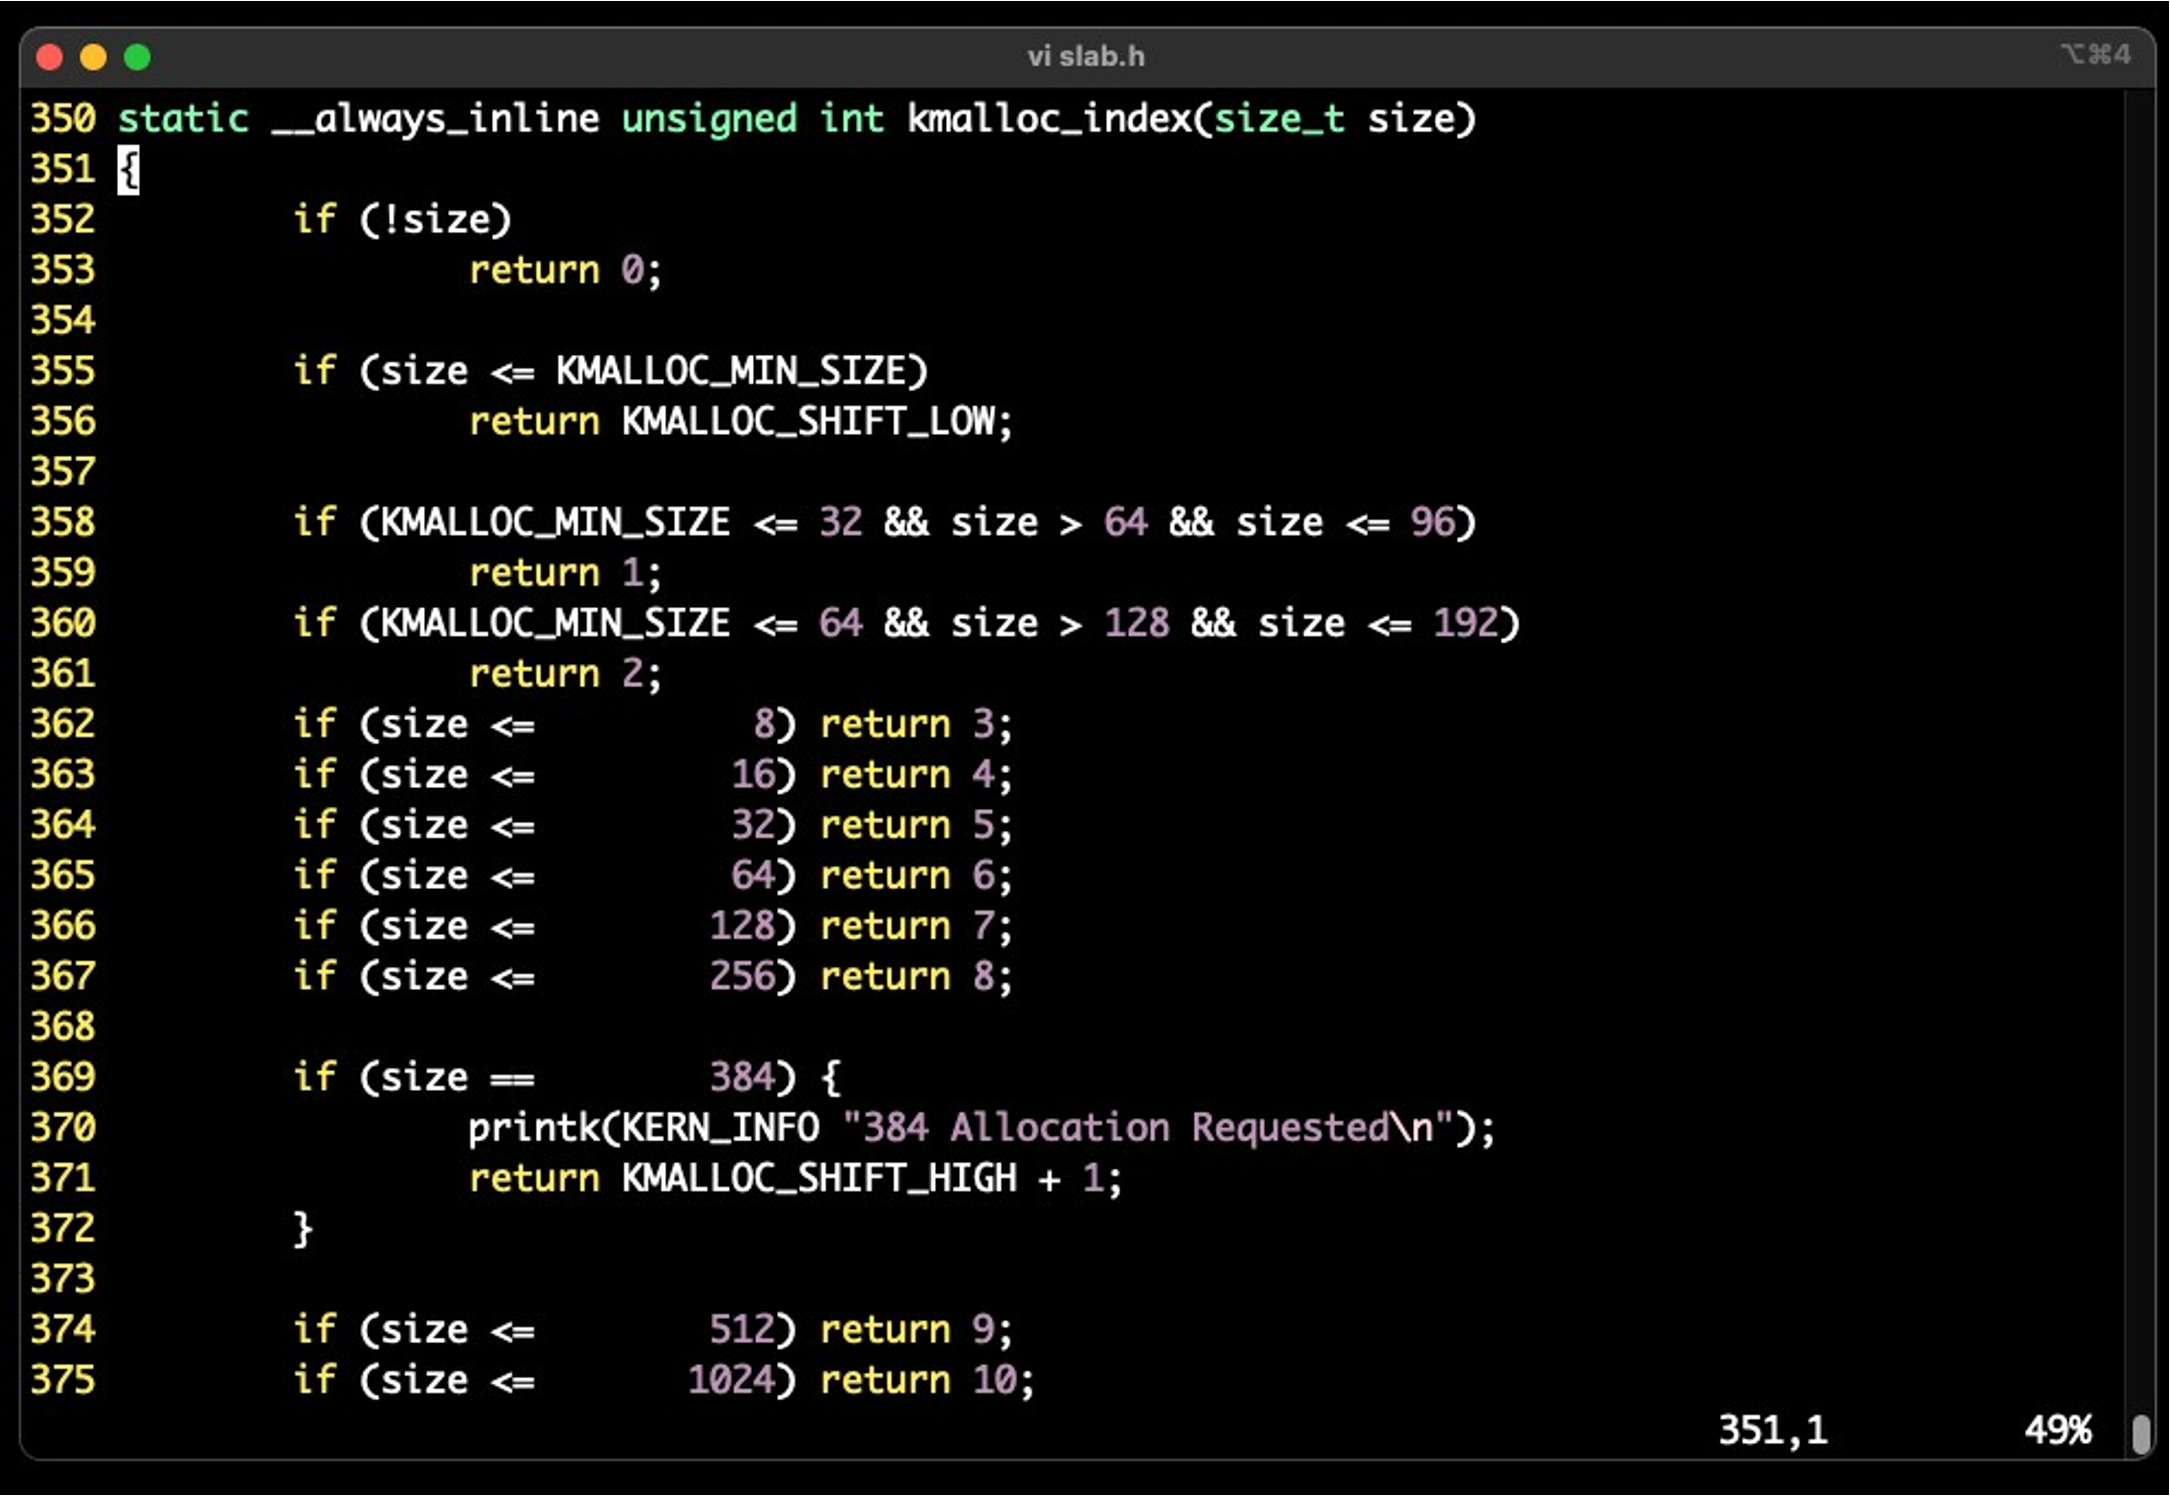 vi slab.h
⌥⌘4
350 static __always_inline unsigned int kmalloc_index(size_t size)
351 {
352         if (!size)
353                 return 0;
354
355         if (size <= KMALLOC_MIN_SIZE)
356                 return KMALLOC_SHIFT_LOW;
357
358         if (KMALLOC_MIN_SIZE <= 32 && size > 64 && size <= 96)
359                 return 1;
360         if (KMALLOC_MIN_SIZE <= 64 && size > 128 && size <= 192)
361                 return 2;
362         if (size <=          8) return 3;
363         if (size <=         16) return 4;
364         if (size <=         32) return 5;
365         if (size <=         64) return 6;
366         if (size <=        128) return 7;
367         if (size <=        256) return 8;
368
369         if (size ==        384) {
370                 printk(KERN_INFO "384 Allocation Requested\n");
371                 return KMALLOC_SHIFT_HIGH + 1;
372         }
373
374         if (size <=        512) return 9;
375         if (size <=       1024) return 10;
351,1         49%